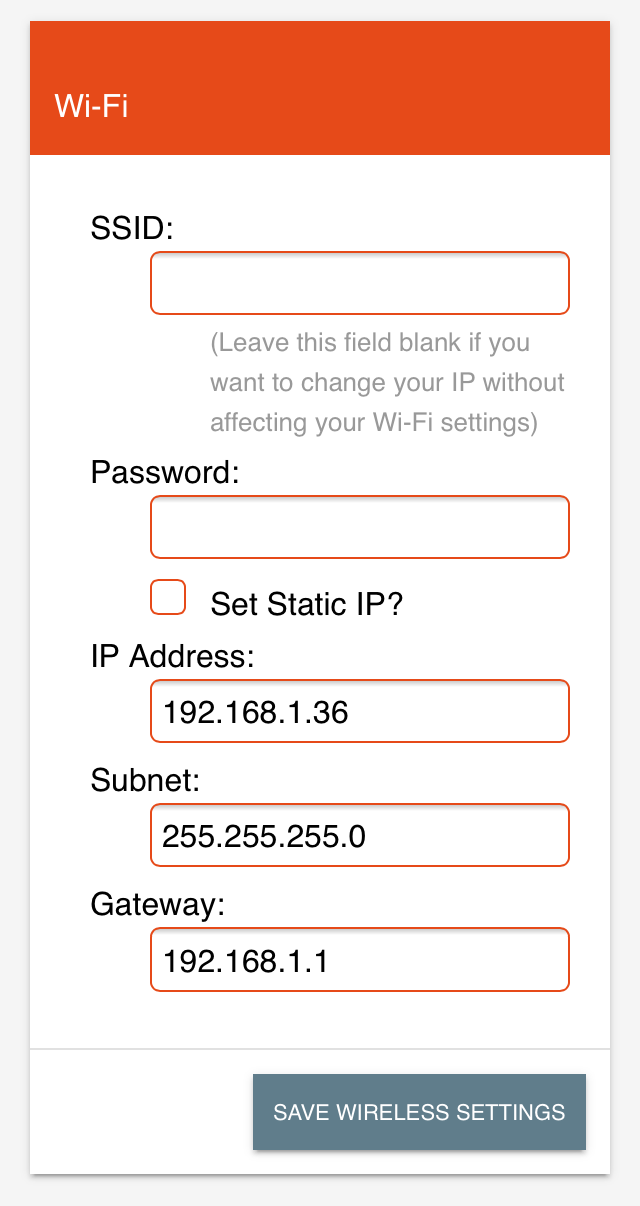 Wi-Fi
SSID:
(Leave this field blank if you
want to change your IP without
affecting your Wi-Fi settings)
Password:
Set Static IP?
IP Address:
192.168.1.36
Subnet:
255.255.255.0
Gateway:
192.168.1.1
SAVE WIRELESS SETTINGS